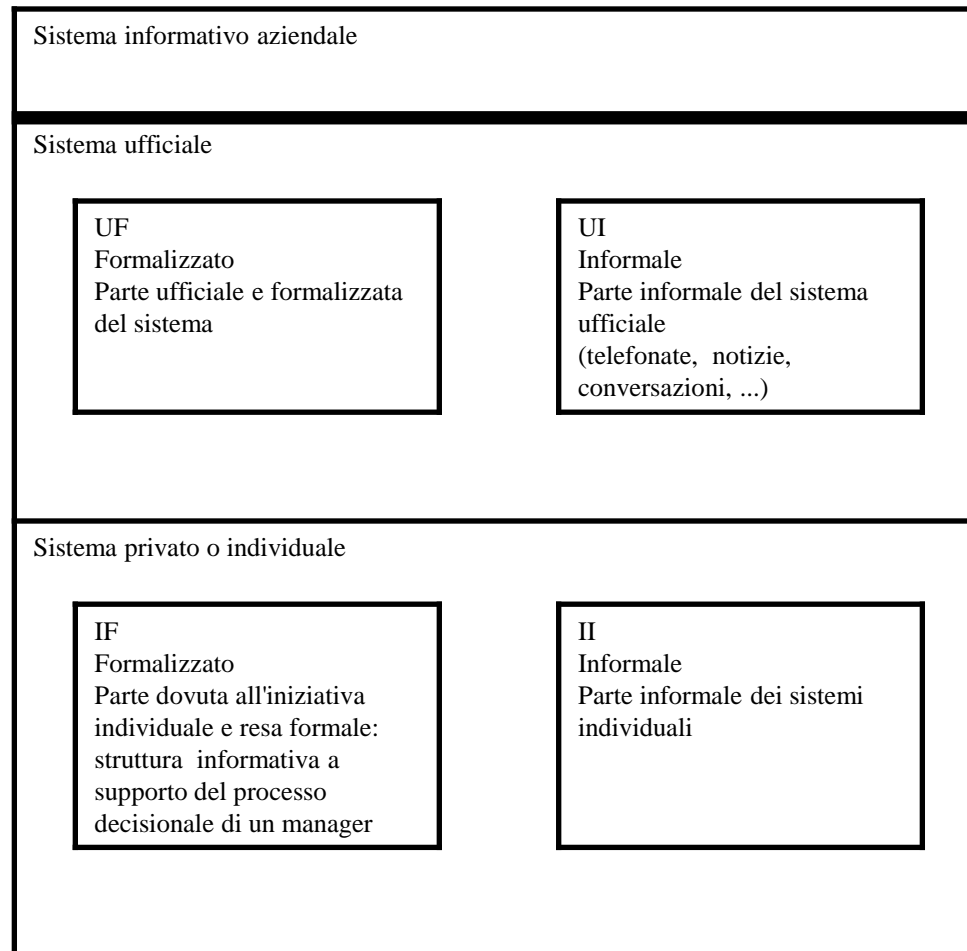 Sistema informativo aziendale
Sistema ufficiale
UF
Formalizzato
Parte ufficiale e formalizzata
del sistema
UI
Informale
Parte informale del sistema
ufficiale
(telefonate, notizie,
conversazioni, ...)
Sistema privato o individuale
IF
Formalizzato
Parte dovuta all'iniziativa
individuale e resa formale:
struttura informativa a
supporto del processo
decisionale di un manager
II
Informale
Parte informale dei sistemi
individuali